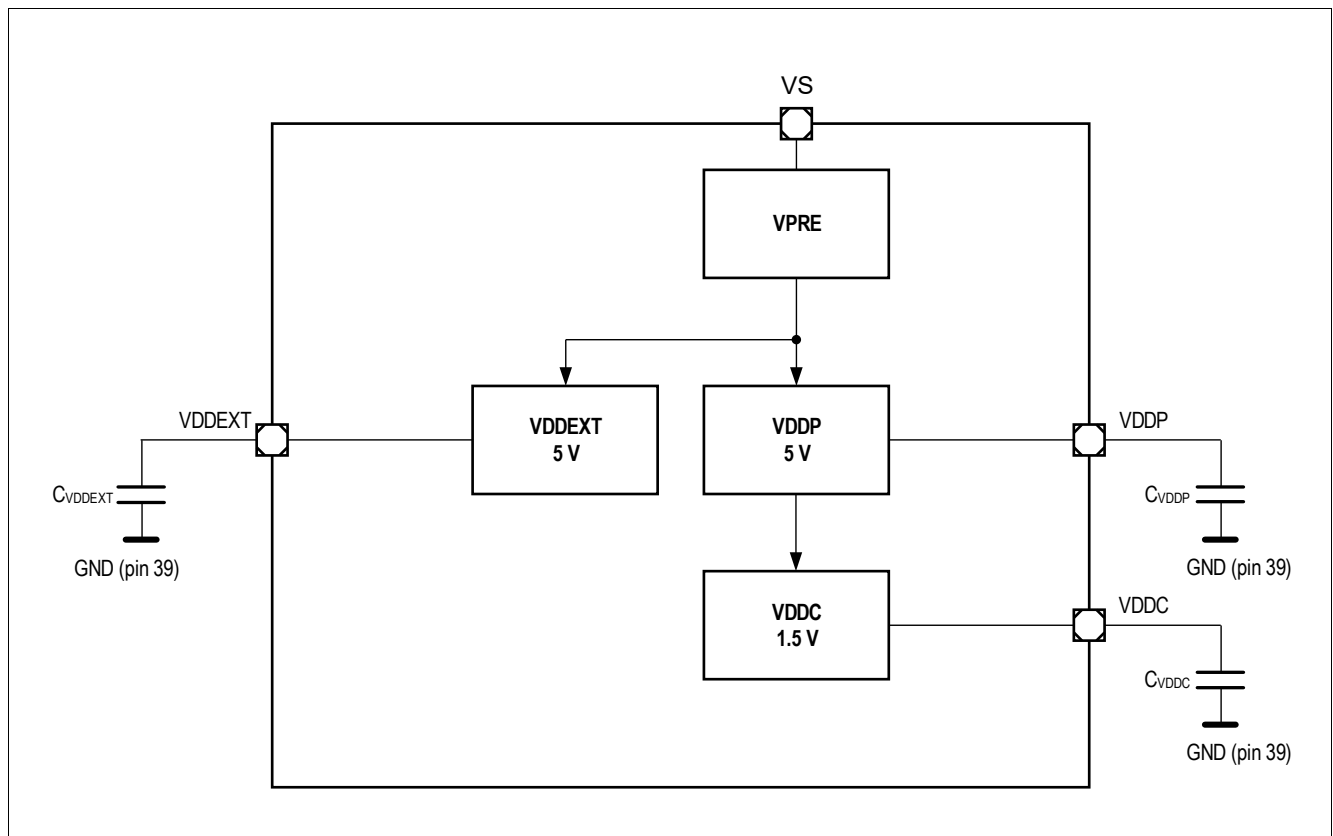 VS
VPRE
VDDEXT
VDDEXT
5 V
VDDP
5 V
VDDP
CVDDEXT
GND (pin 39)
CVDDP
GND (pin 39)
VDDC
1.5 V
VDDC
CVDDC
GND (pin 39)